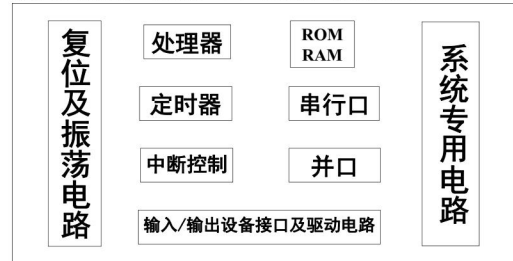 复位及振荡电路
处理器
ROM
RAM
定时器
串行口
中断控制
并口
输入/输出设备接口及驱动电路
系统专用电路